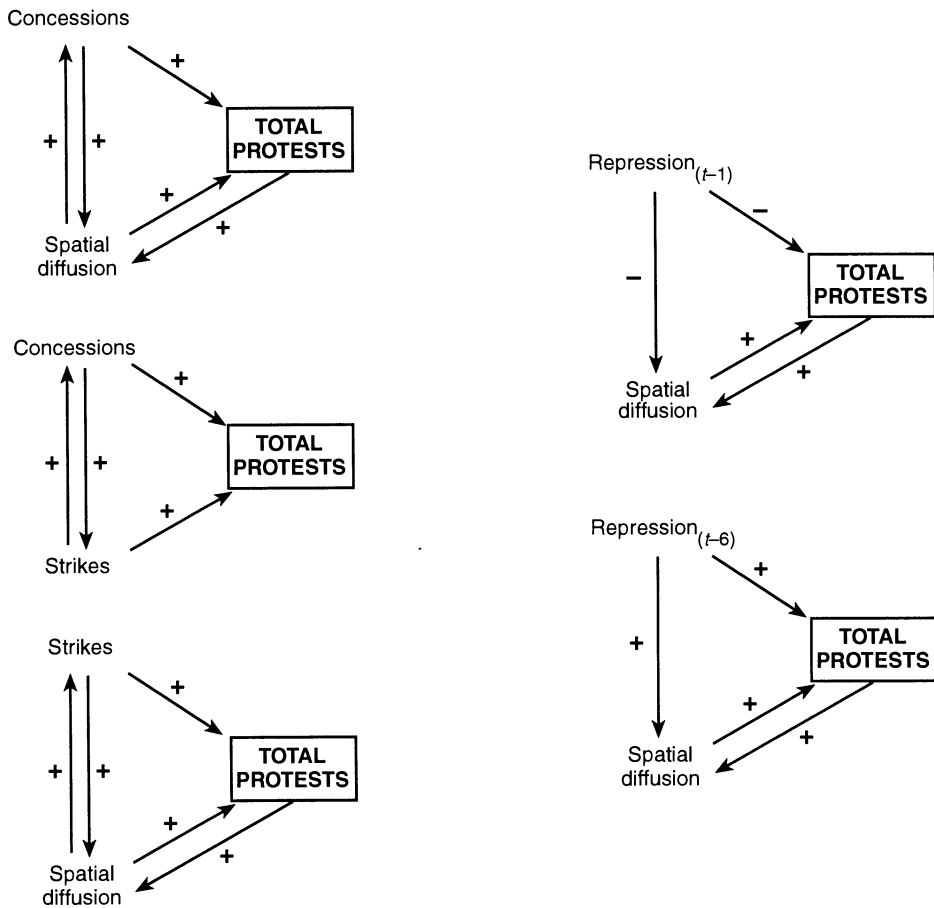 Concessions
+
TOTAL
PROTESTS
+ +
+
+
Spatial
diffusion
Concessions
+
TOTAL
PROTESTS
+ +
+
Strikes
Strikes
+
TOTAL
PROTESTS
+ +
+
+
Spatial
diffusion
Repression(t–1)
–
TOTAL
PROTESTS
–
+
+
Spatial
diffusion
Repression(t–6)
+
TOTAL
PROTESTS
+
+
+
Spatial
diffusion